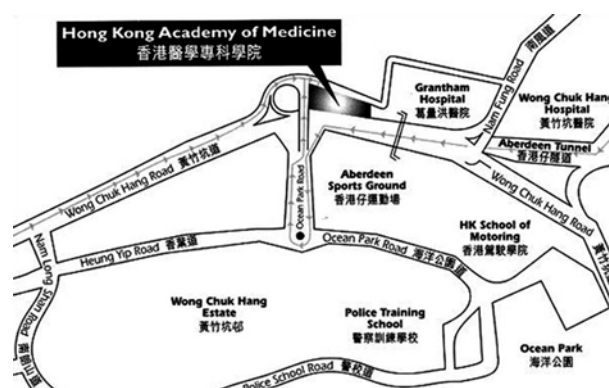 Hong Kong Academy of Medicine
香港醫學專科學院
Grantham
Hospital
葛量洪醫院
Nam Fung Road 南風道
Wong Chuk Hang
Hospital
黃竹坑醫院
Aberdeen Tunnel
香港仔隧道
Wong Chuk Hang Road 黃竹坑道
Ocean Park Road
Aberdeen
Sports Ground
香港仔運動場
Wong Chuk Hang Road
黃竹坑
HK School of
Motoring
香港駕駛學院
Nam Long Shan Road
Heung Yip Road 香葉道
Ocean Park Road 海洋公園道
Wong Chuk Hang
Estate
黃竹坑邨
Police Training
School
警察訓練學校
Ocean Park
海洋公園
Police School Road 警校道